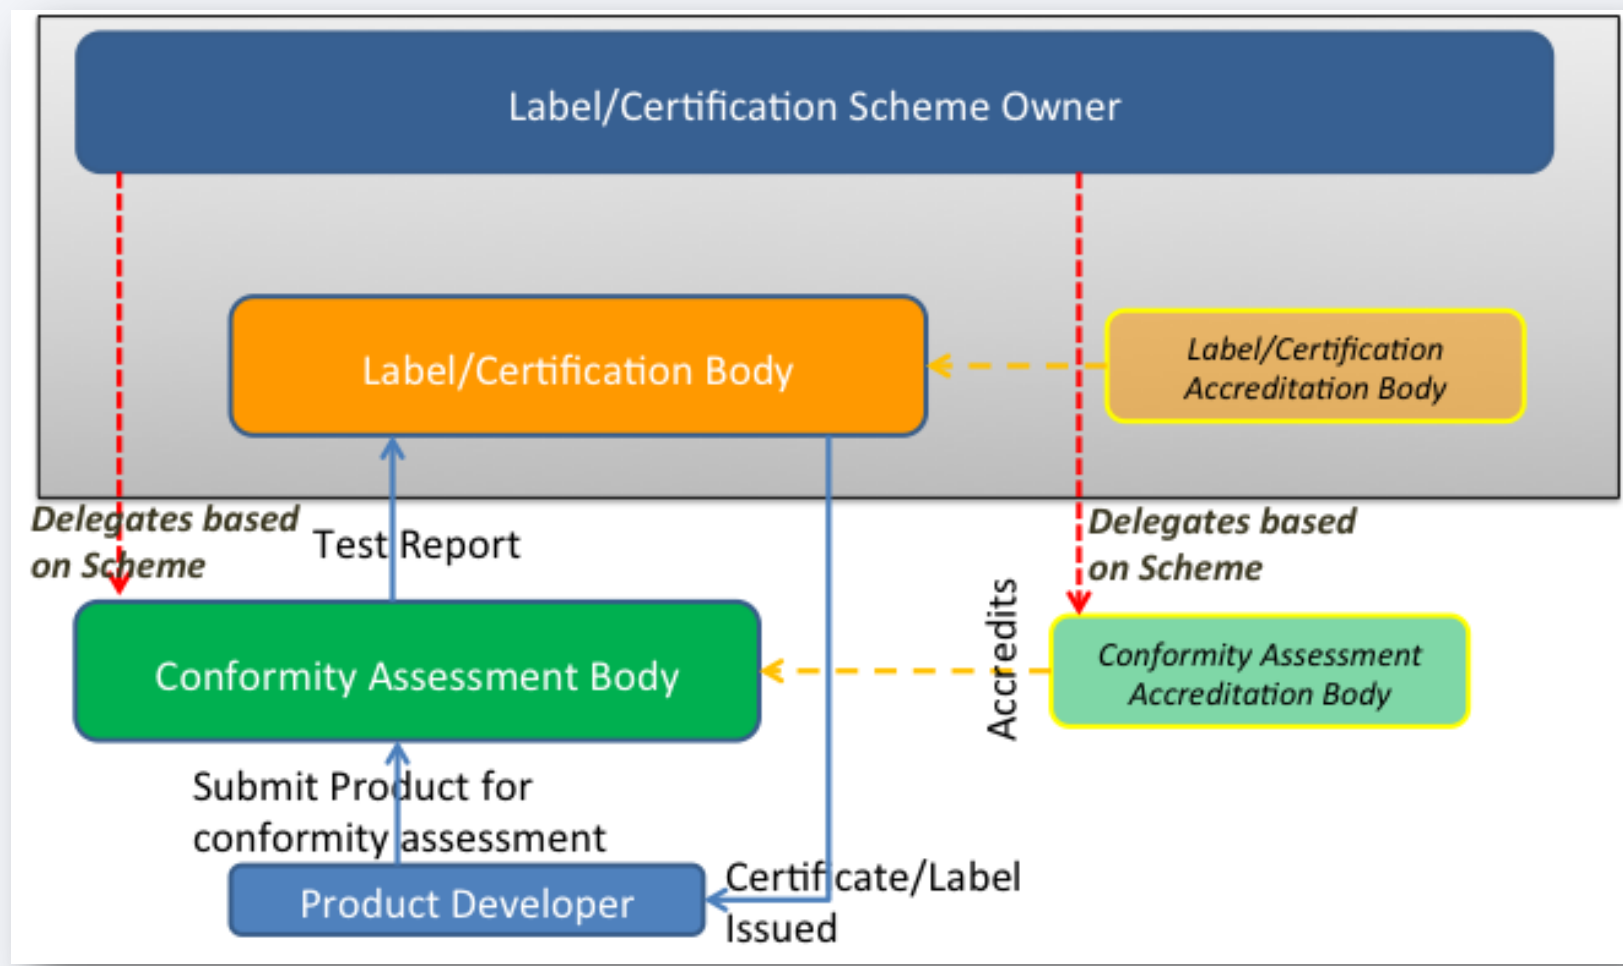 Label/Certification Scheme Owner
Label/Certification Body
Label/Certification
Accreditation Body
Delegates based
on Scheme
Test Report
Delegates based
on Scheme
Accredits
Conformity Assessment Body
Conformity Assessment
Accreditation Body
Submit Product for
conformity assessment
Product Developer
Certificate/Label
Issued